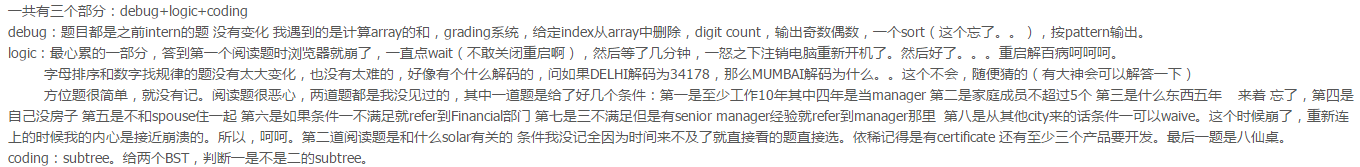 一共有三个部分：debug+logic+coding
debug：题目都是之前intern的题 没有变化 我遇到的是计算array的和，grading系统，给定index从array中删除，digit count，输出奇数偶数，一个sort（这个忘了。。），按pattern输出。
logic：最心累的一部分，答到第一个阅读题时浏览器就崩了，一直点wait（不敢关闭重启啊），然后等了几分钟，一怒之下注销电脑重新开机了。然后好了。。。重启解百病呵呵呵。
字母排序和数字找规律的题没有太大变化，也没有太难的，好像有个什么解码的，问如果DELHI解码为34178，那么MUMBAI解码为什么。。这个不会，随便猜的（有大神会可以解答一下）
方位题很简单，就没有记。阅读题很恶心，两道题都是我没见过的，其中一道题是给了好几个条件：第一是至少工作10年其中四年是当manager 第二是家庭成员不超过5个 第三是什么东西五年 来着 忘了，第四是
自己没房子 第五是不和spouse住一起 第六是如果条件一不满足就refer到Financial部门 第七是三不满足但是有senior manager经验就refer到manager那里 第八是从其他city来的话条件一可以waive。这个时候崩了，重新连
上的时候我的内心是接近崩溃的。所以，呵呵。第二道阅读题是和什么solar有关的 条件我没记全因为时间来不及了就直接看的题直接选。依稀记得是有certificate 还有至少三个产品要开发。最后一题是八仙桌。
coding：subtree。给两个BST，判断一是不是二的subtree。